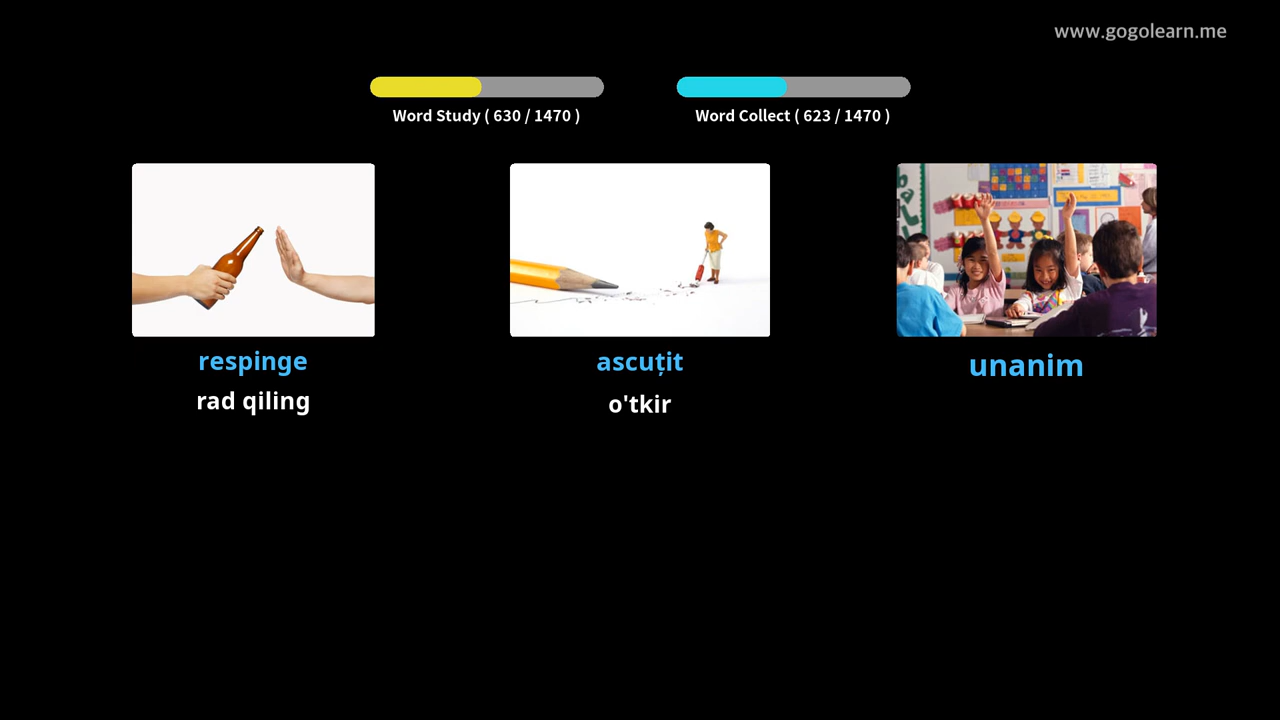 www.gogolearn.me
Word Study ( 630 / 1470 )
Word Collect ( 623 / 1470 )
respinge
rad qiling
ascuțit
o'tkir
unanim